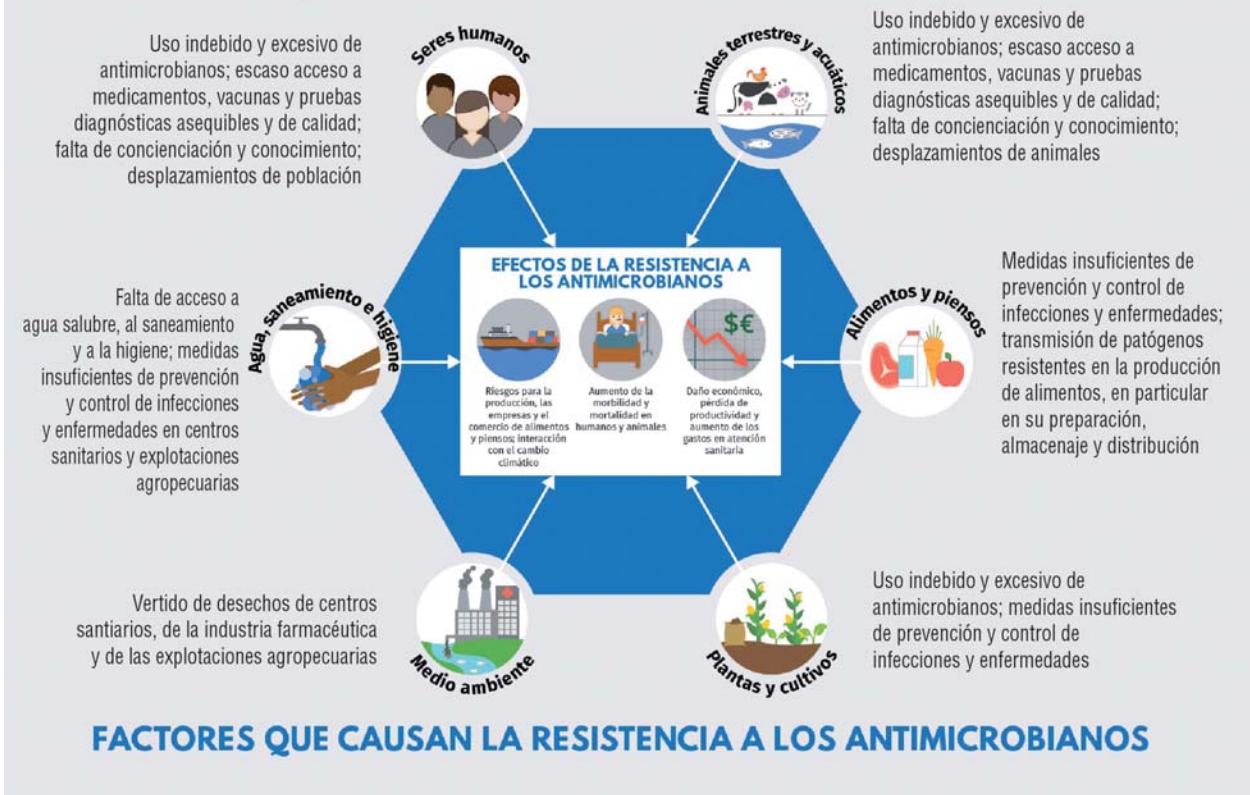 Uso indebido y excesivo de
antimicrobianos; escaso acceso a
medicamentos, vacunas y pruebas
diagnósticas asequibles y de calidad;
falta de concienciación y conocimiento;
desplazamientos de población
Seres humanos
Animales terrestres y acuáticos
Uso indebido y excesivo de
antimicrobianos; escaso acceso a
medicamentos, vacunas y pruebas
diagnósticas asequibles y de calidad;
falta de concienciación y conocimiento;
desplazamientos de animales
Falta de acceso a
agua salubre, al saneamiento
y a la higiene; medidas
insuficientes de prevención
y control de infecciones
y enfermedades en centros
sanitarios y explotaciones
agropecuarias
Agua, saneamiento e higiene
EFECTOS DE LA RESISTENCIA A
LOS ANTIMICROBIANOS
$€
Riesgos para la
producción, las
empresas y el
comercio de alimentos
y piensos; interacción
con el cambio
climático
Aumento de la
morbilidad y
mortalidad en
humanos y animales
Daño económico,
pérdida de
productividad y
aumento de los
gastos en atención
sanitaria
Alimentos y piensos
Medidas insuficientes de
prevención y control de
infecciones y enfermedades;
transmisión de patógenos
resistentes en la producción
de alimentos, en particular
en su preparación,
almacenaje y distribución
Vertido de desechos de centros
santiarios, de la industria farmacéutica
y de las explotaciones agropecuarias
Medio ambiente
Plantas y cultivos
Uso indebido y excesivo de
antimicrobianos; medidas insuficientes
de prevención y control de
infecciones y enfermedades
FACTORES QUE CAUSAN LA RESISTENCIA A LOS ANTIMICROBIANOS